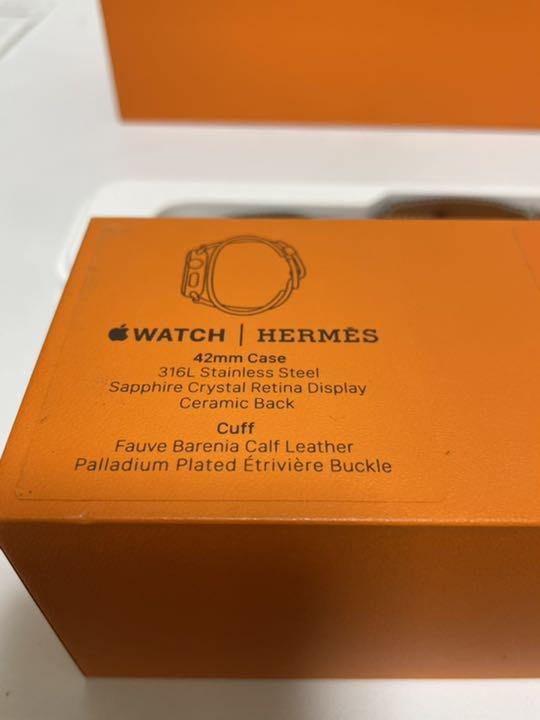 WATCH | HERMÈS
42mm Case
316L Stainless Steel
Sapphire Crystal Retina Display
Ceramic Back
Cuff
Fauve Barenia Calf Leather
Palladium Plated Étrivière Buckle